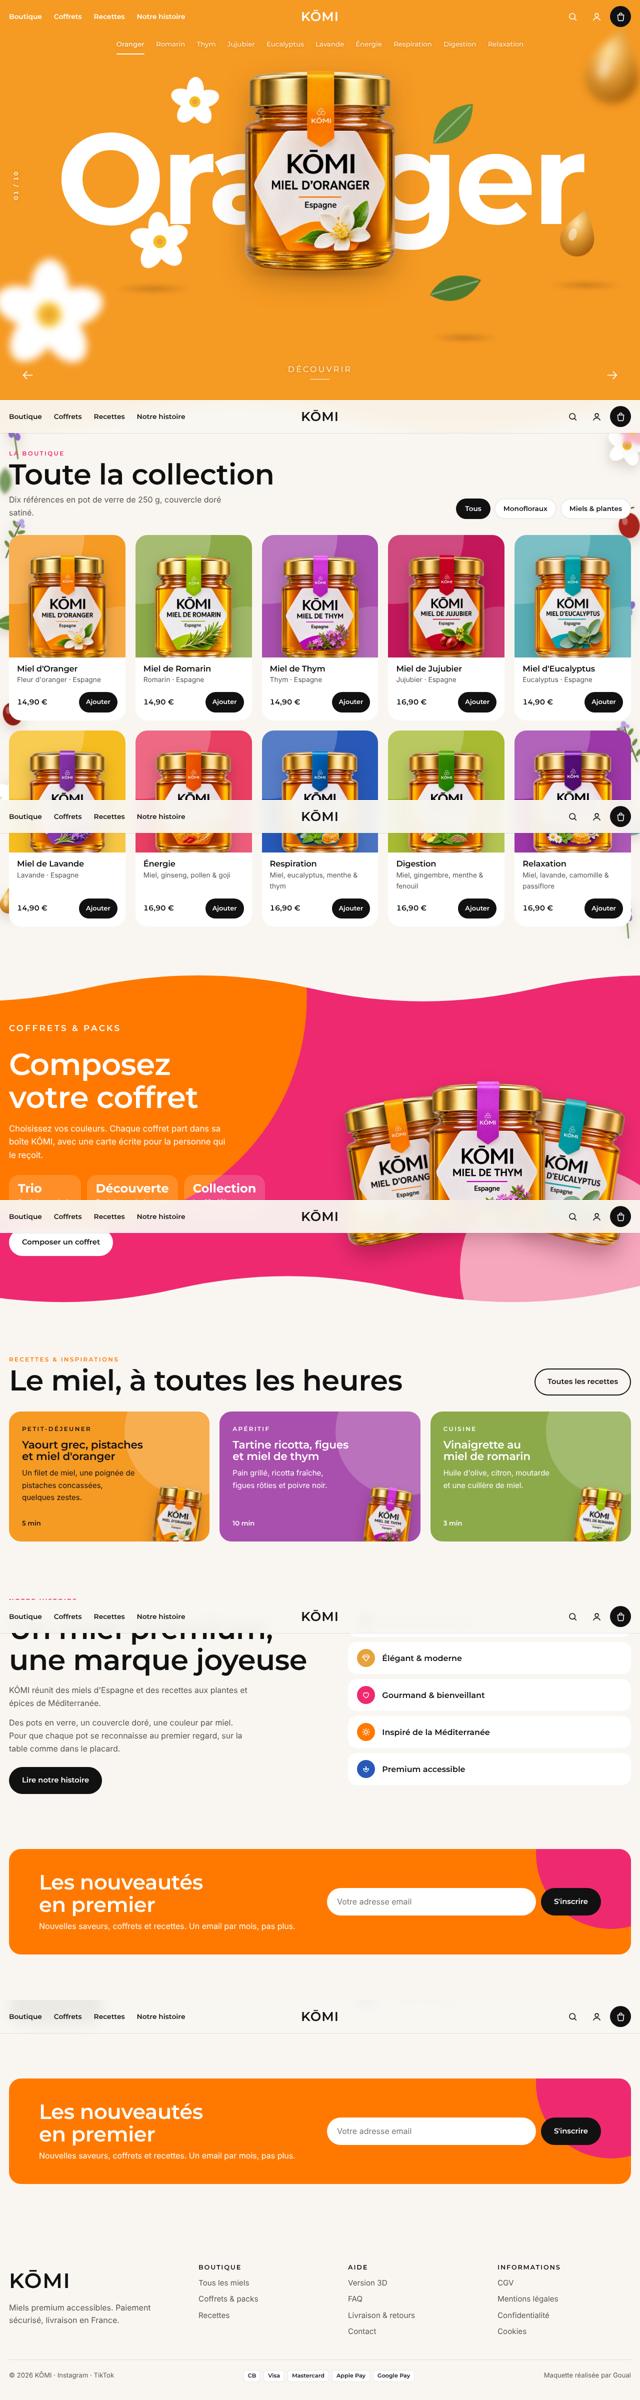 Boutique Coffrets Recettes Notre histoire KŌMI
Oranger Romarin Thym Jujubier Eucalyptus Lavande Énergie Respiration Digestion Relaxation
KŌMI
KŌMI
MIEL D'ORANGER
Espagne
01 / 10
DÉCOUVRIR
Boutique Coffrets Recettes Notre histoire KŌMI
LA BOUTIQUE
Toute la collection
Dix références en pot de verre de 250 g, couvercle doré
satiné.
Tous Monofloraux Miels & plantes
KŌMI
MIEL D'ORANGER
Espagne
KŌMI
MIEL DE ROMARIN
Espagne
KŌMI
MIEL DE THYM
Espagne
KŌMI
MIEL DE JUJUBIER
Espagne
KŌMI
MIEL D'EUCALYPTUS
Espagne
Miel d'Oranger
Fleur d'oranger · Espagne
14,90 € Ajouter
Miel de Romarin
Romarin · Espagne
14,90 € Ajouter
Miel de Thym
Thym · Espagne
14,90 € Ajouter
Miel de Jujubier
Jujubier · Espagne
16,90 € Ajouter
Miel d'Eucalyptus
Eucalyptus · Espagne
14,90 € Ajouter
Boutique Coffrets Recettes Notre histoire KŌMI
Miel de Lavande
Lavande · Espagne
14,90 € Ajouter
Énergie
Miel, ginseng, pollen & goji
16,90 € Ajouter
Respiration
Miel, eucalyptus, menthe &
thym
16,90 € Ajouter
Digestion
Miel, gingembre, menthe &
fenouil
16,90 € Ajouter
Relaxation
Miel, lavande, camomille &
passiflore
16,90 € Ajouter
COFFRETS & PACKS
Composez
votre coffret
Choisissez vos couleurs. Chaque coffret part dans sa
boîte KŌMI, avec une carte écrite pour la personne qui
le reçoit.
Trio Découverte Collection
KŌMI
KŌMI
MIEL DE THYM
Espagne
Boutique Coffrets Recettes Notre histoire KŌMI
Composer un coffret
RECETTES & INSPIRATIONS
Le miel, à toutes les heures
Toutes les recettes
PETIT-DÉJEUNER
Yaourt grec, pistaches
et miel d'oranger
Un filet de miel, une poignée de
pistaches concassées,
quelques zestes.
5 min
APÉRITIF
Tartine ricotta, figues
et miel de thym
Pain grillé, ricotta fraîche,
figues rôties et poivre noir.
10 min
CUISINE
Vinaigrette au
miel de romarin
Huile d'olive, citron, moutarde
et une cuillère de miel.
3 min
Boutique Coffrets Recettes Notre histoire KŌMI
Un miel premium,
une marque joyeuse
KŌMI réunit des miels d'Espagne et des recettes aux plantes et
épices de Méditerranée.
Des pots en verre, un couvercle doré, une couleur par miel.
Pour que chaque pot se reconnaisse au premier regard, sur la
table comme dans le placard.
Lire notre histoire
Élégant & moderne
Gourmand & bienveillant
Inspiré de la Méditerranée
Premium accessible
Les nouveautés
en premier
Nouvelles saveurs, coffrets et recettes. Un email par mois, pas plus.
Votre adresse email S'inscrire
Boutique Coffrets Recettes Notre histoire KŌMI
Les nouveautés
en premier
Nouvelles saveurs, coffrets et recettes. Un email par mois, pas plus.
Votre adresse email S'inscrire
KŌMI
Miels premium accessibles. Paiement
sécurisé, livraison en France.
BOUTIQUE
Tous les miels
Coffrets & packs
Recettes
AIDE
Version 3D
FAQ
Livraison & retours
Contact
INFORMATIONS
CGV
Mentions légales
Confidentialité
Cookies
© 2026 KŌMI · Instagram · TikTok
CB Visa Mastercard Apple Pay Google Pay
Maquette réalisée par Goual